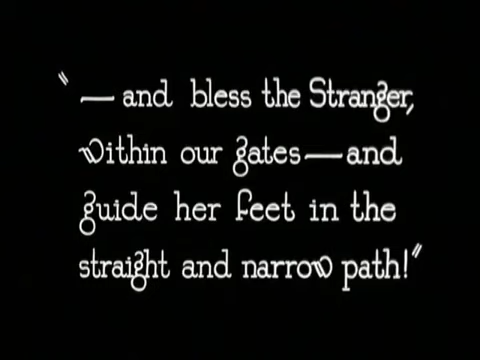 "—and bless the Stranger,
within our gates—and
guide her feet in the
straight and narrow path!"